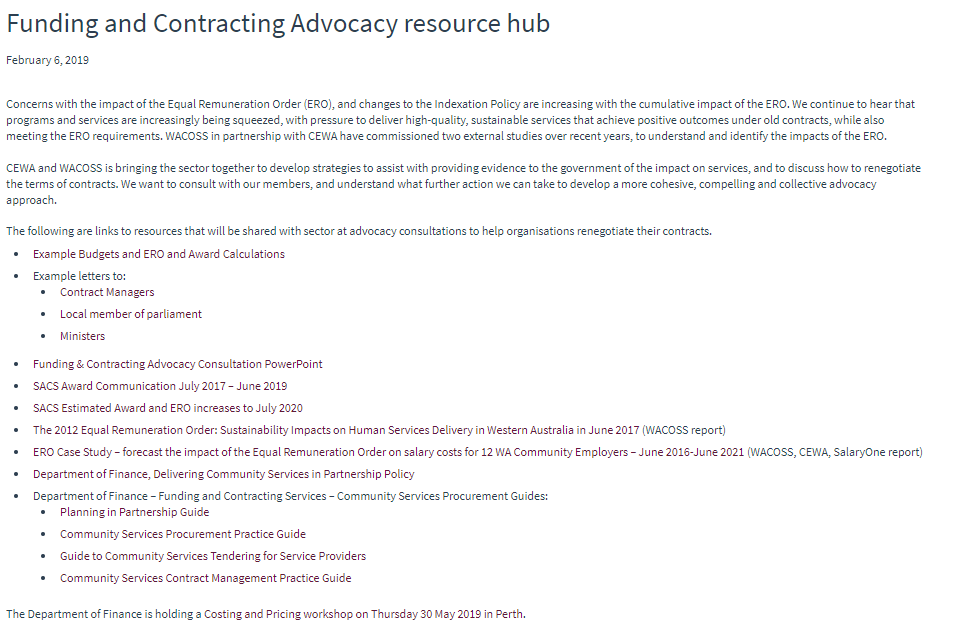 Funding and Contracting Advocacy resource hub
February 6, 2019
Concerns with the impact of the Equal Remuneration Order (ERO), and changes to the Indexation Policy are increasing with the cumulative impact of the ERO. We continue to hear that
programs and services are increasingly being squeezed, with pressure to deliver high-quality, sustainable services that achieve positive outcomes under old contracts, while also
meeting the ERO requirements. WACOSS in partnership with CEWA have commissioned two external studies over recent years, to understand and identify the impacts of the ERO.
CEWA and WACOSS is bringing the sector together to develop strategies to assist with providing evidence to the government of the impact on services, and to discuss how to renegotiate
the terms of contracts. We want to consult with our members, and understand what further action we can take to develop a more cohesive, compelling and collective advocacy
approach.
The following are links to resources that will be shared with sector at advocacy consultations to help organisations renegotiate their contracts.
• Example Budgets and ERO and Award Calculations
• Example letters to:
• Contract Managers
• Local member of parliament
• Ministers
• Funding & Contracting Advocacy Consultation PowerPoint
• SACS Award Communication July 2017 – June 2019
• SACS Estimated Award and ERO increases to July 2020
• The 2012 Equal Remuneration Order: Sustainability Impacts on Human Services Delivery in Western Australia in June 2017 (WACOSS report)
• ERO Case Study – forecast the impact of the Equal Remuneration Order on salary costs for 12 WA Community Employers – June 2016-June 2021 (WACOSS, CEWA, SalaryOne report)
• Department of Finance, Delivering Community Services in Partnership Policy
• Department of Finance – Funding and Contracting Services – Community Services Procurement Guides:
• Planning in Partnership Guide
• Community Services Procurement Practice Guide
• Guide to Community Services Tendering for Service Providers
• Community Services Contract Management Practice Guide
The Department of Finance is holding a Costing and Pricing workshop on Thursday 30 May 2019 in Perth.